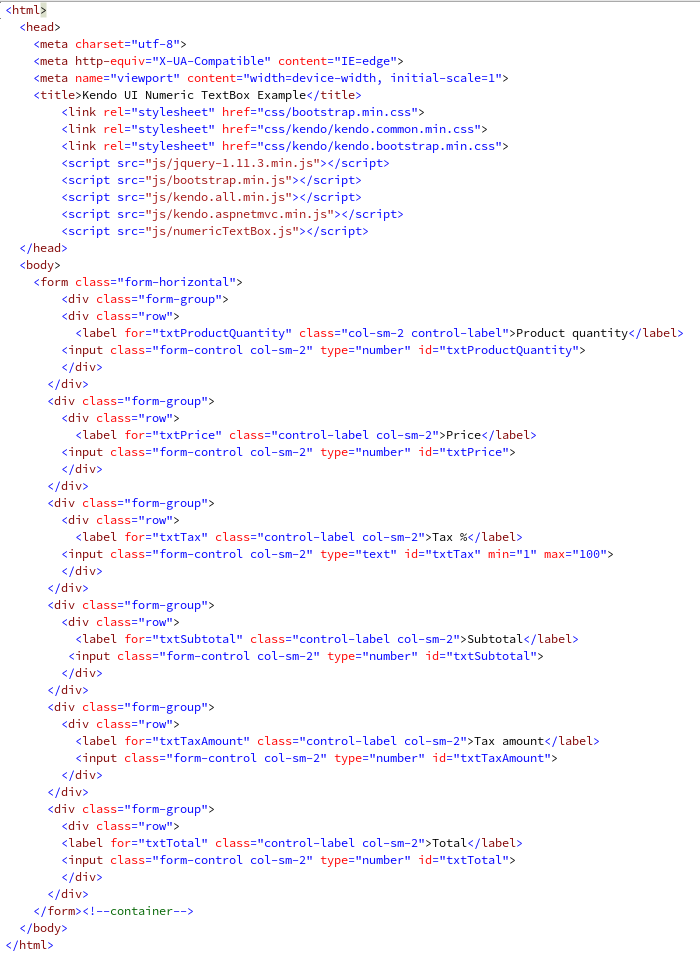 <html>
<head>
<meta charset="utf-8">
<meta http-equiv="X-UA-Compatible" content="IE=edge">
<meta name="viewport" content="width=device-width, initial-scale=1">
<title>Kendo UI Numeric TextBox Example</title>
<link rel="stylesheet" href="css/bootstrap.min.css">
<link rel="stylesheet" href="css/kendo/kendo.common.min.css">
<link rel="stylesheet" href="css/kendo/kendo.bootstrap.min.css">
<script src="js/jquery-1.11.3.min.js"></script>
<script src="js/bootstrap.min.js"></script>
<script src="js/kendo.all.min.js"></script>
<script src="js/kendo.aspnetmvc.min.js"></script>
<script src="js/numericTextBox.js"></script>
</head>
<body>
<form class="form-horizontal">
<div class="form-group">
<div class="row">
<label for="txtProductQuantity" class="col-sm-2 control-label">Product quantity</label>
<input class="form-control col-sm-2" type="number" id="txtProductQuantity">
</div>
</div>
<div class="form-group">
<div class="row">
<label for="txtPrice" class="control-label col-sm-2">Price</label>
<input class="form-control col-sm-2" type="number" id="txtPrice">
</div>
</div>
<div class="form-group">
<div class="row">
<label for="txtTax" class="control-label col-sm-2">Tax %</label>
<input class="form-control col-sm-2" type="text" id="txtTax" min="1" max="100">
</div>
</div>
<div class="form-group">
<div class="row">
<label for="txtSubtotal" class="control-label col-sm-2">Subtotal</label>
<input class="form-control col-sm-2" type="number" id="txtSubtotal">
</div>
</div>
<div class="form-group">
<div class="row">
<label for="txtTaxAmount" class="control-label col-sm-2">Tax amount</label>
<input class="form-control col-sm-2" type="number" id="txtTaxAmount">
</div>
</div>
<div class="form-group">
<div class="row">
<label for="txtTotal" class="control-label col-sm-2">Total</label>
<input class="form-control col-sm-2" type="number" id="txtTotal">
</div>
</div>
</form><!--container-->
</body>
</html>